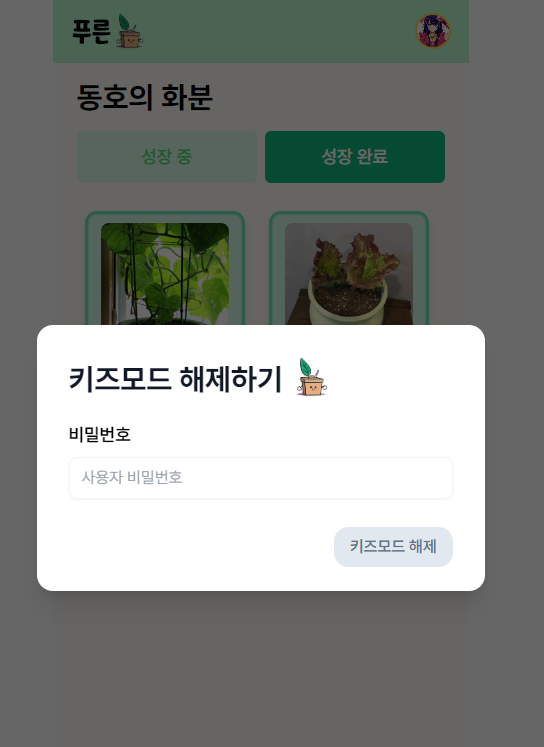 푸른
동호의 화분
성장 중
성장 완료
키즈모드 해제하기
비밀번호
사용자 비밀번호
키즈모드 해제